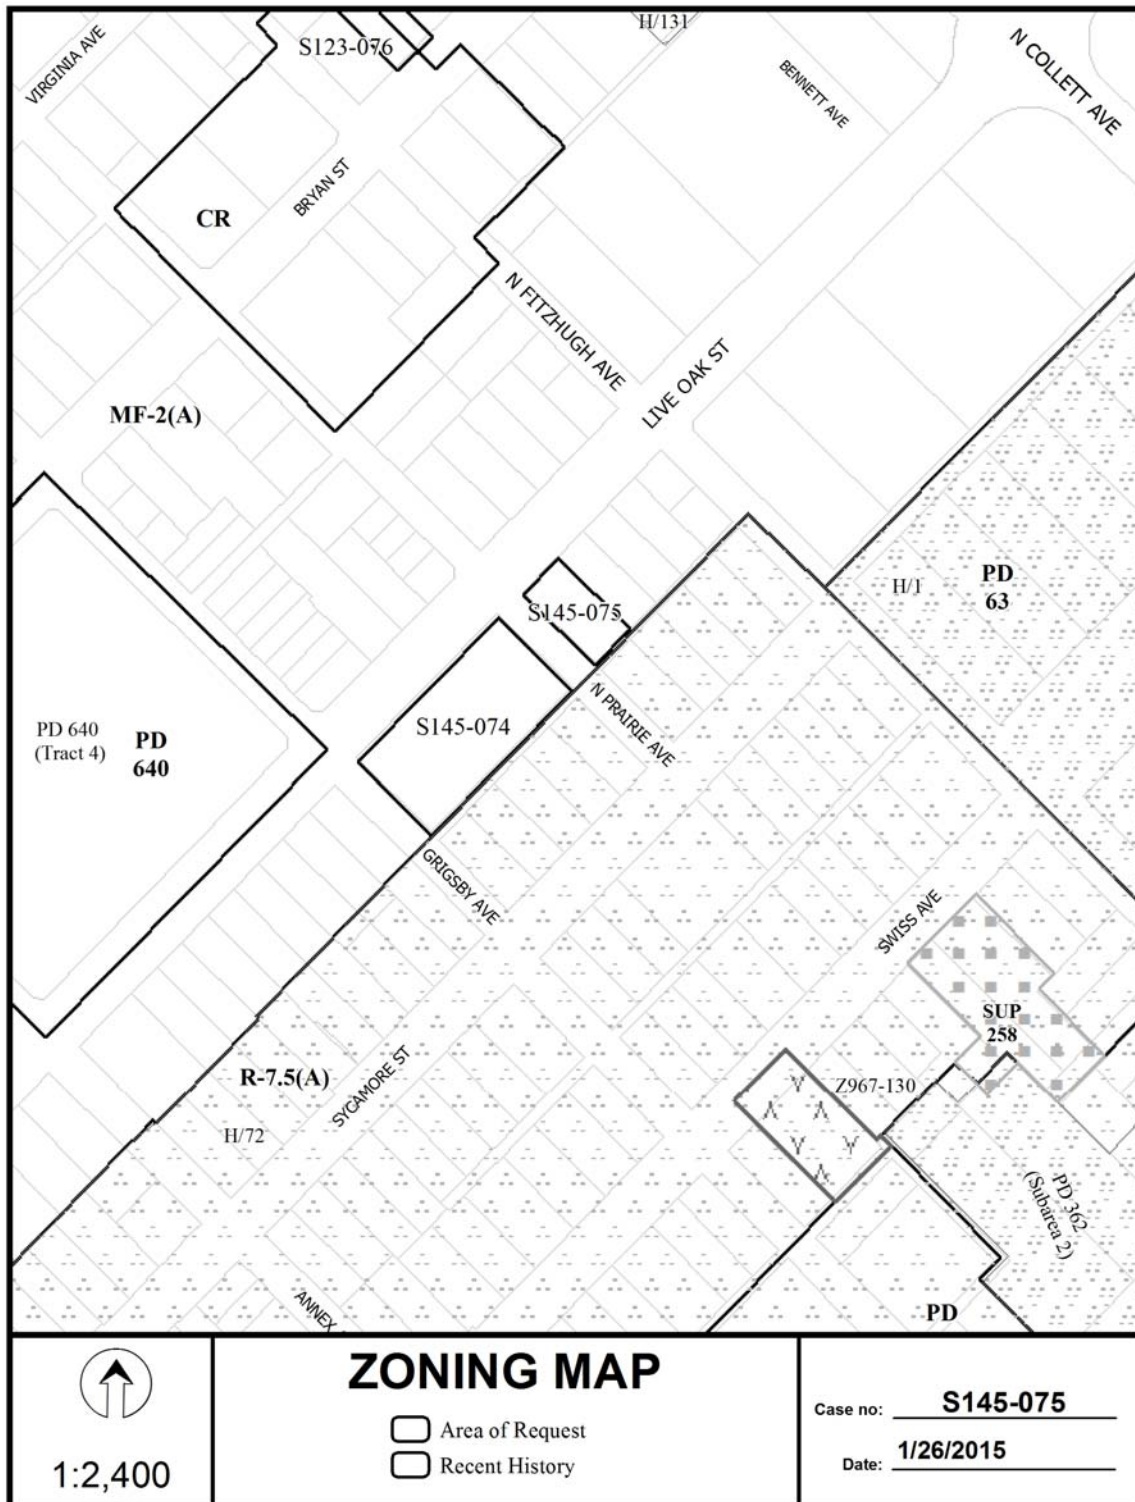 H/131
S123-076
VIRGINIA AVE
N COLLETT AVE
BENNETT AVE
BRYAN ST
CR
N FITZHUGH AVE
LIVE OAK ST
MF-2(A)
PD
63
H/1
S145-075
N PRAIRIE AVE
S145-074
PD 640
(Tract 4)
PD
640
GRIGSBY AVE
SWISS AVE
SUP
258
R-7.5(A)
SYCAMORE ST
Z967-130
H/72
PD 362
(Subarea 2)
ANNEX
PD
1:2,400
ZONING MAP
Area of Request
Recent History
Case no: S145-075
Date: 1/26/2015